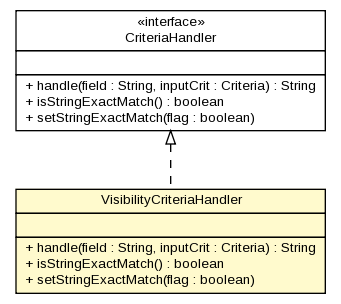 «interface»
CriteriaHandler
+ handle(field : String, inputCrit : Criteria) : String
+ isStringExactMatch() : boolean
+ setStringExactMatch(flag : boolean)
VisibilityCriteriaHandler
+ handle(field : String, inputCrit : Criteria) : String
+ isStringExactMatch() : boolean
+ setStringExactMatch(flag : boolean)